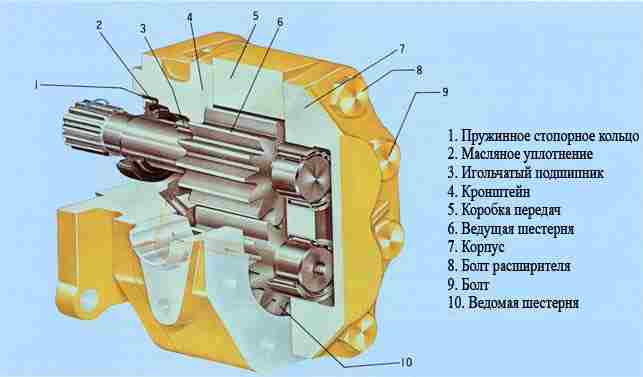 5
6
4
3
2
1
7
8
9
10
1. Пружинное стопорное кольцо
2. Масляное уплотнение
3. Игольчатый подшипник
4. Кронштейн
5. Коробка передач
6. Ведущая шестерня
7. Корпус
8. Болт расширителя
9. Болт
10. Ведомая шестерня